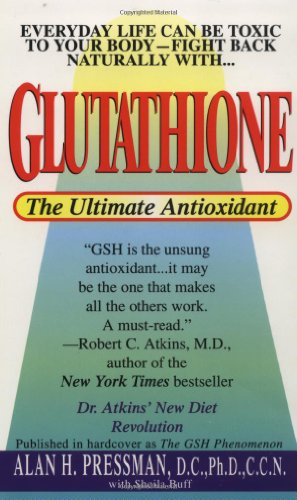 EVERYDAY LIFE CAN BE TOXIC
TO YOUR BODY—FIGHT BACK
NATURALLY WITH...
GLUTATHIONE
The Ultimate Antioxidant
“GSH is the unsung
antioxidant...it may
be the one that makes
all the others work.
A must-read.”
—Robert C. Atkins, M.D.,
author of the
New York Times bestseller
Dr. Atkins’ New Diet
Revolution
Published in hardcover as The GSH Phenomenon
ALAN H. PRESSMAN, D.C.,Ph.D.,C.C.N.
with Sheila Buff